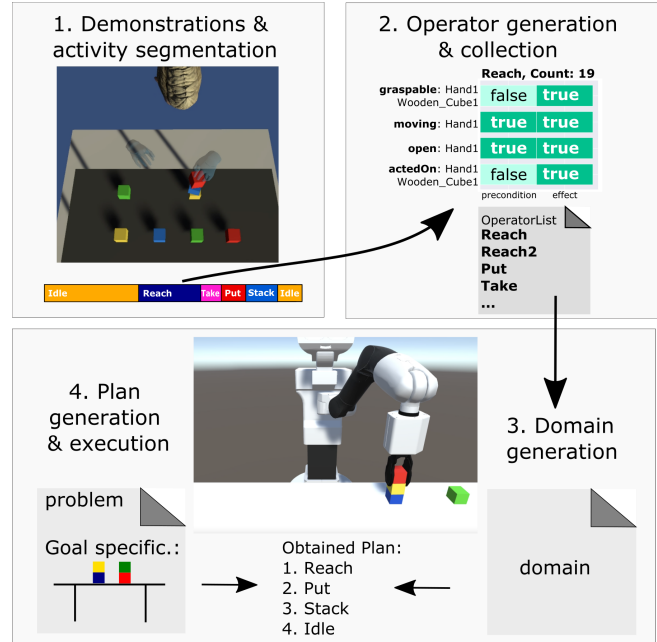 1. Demonstrations &
activity segmentation
Idle Reach Take Put Stack Idle
2. Operator generation
& collection
Reach, Count: 19
graspable: Hand1
Wooden_Cube1
false true
moving: Hand1 true true
open: Hand1 true true
actedOn: Hand1
Wooden_Cube1
false true
precondition effect
OperatorList
Reach
Reach2
Put
Take
...
3. Domain
generation
domain
4. Plan
generation
& execution
problem
Goal specific.:
Obtained Plan:
1. Reach
2. Put
3. Stack
4. Idle